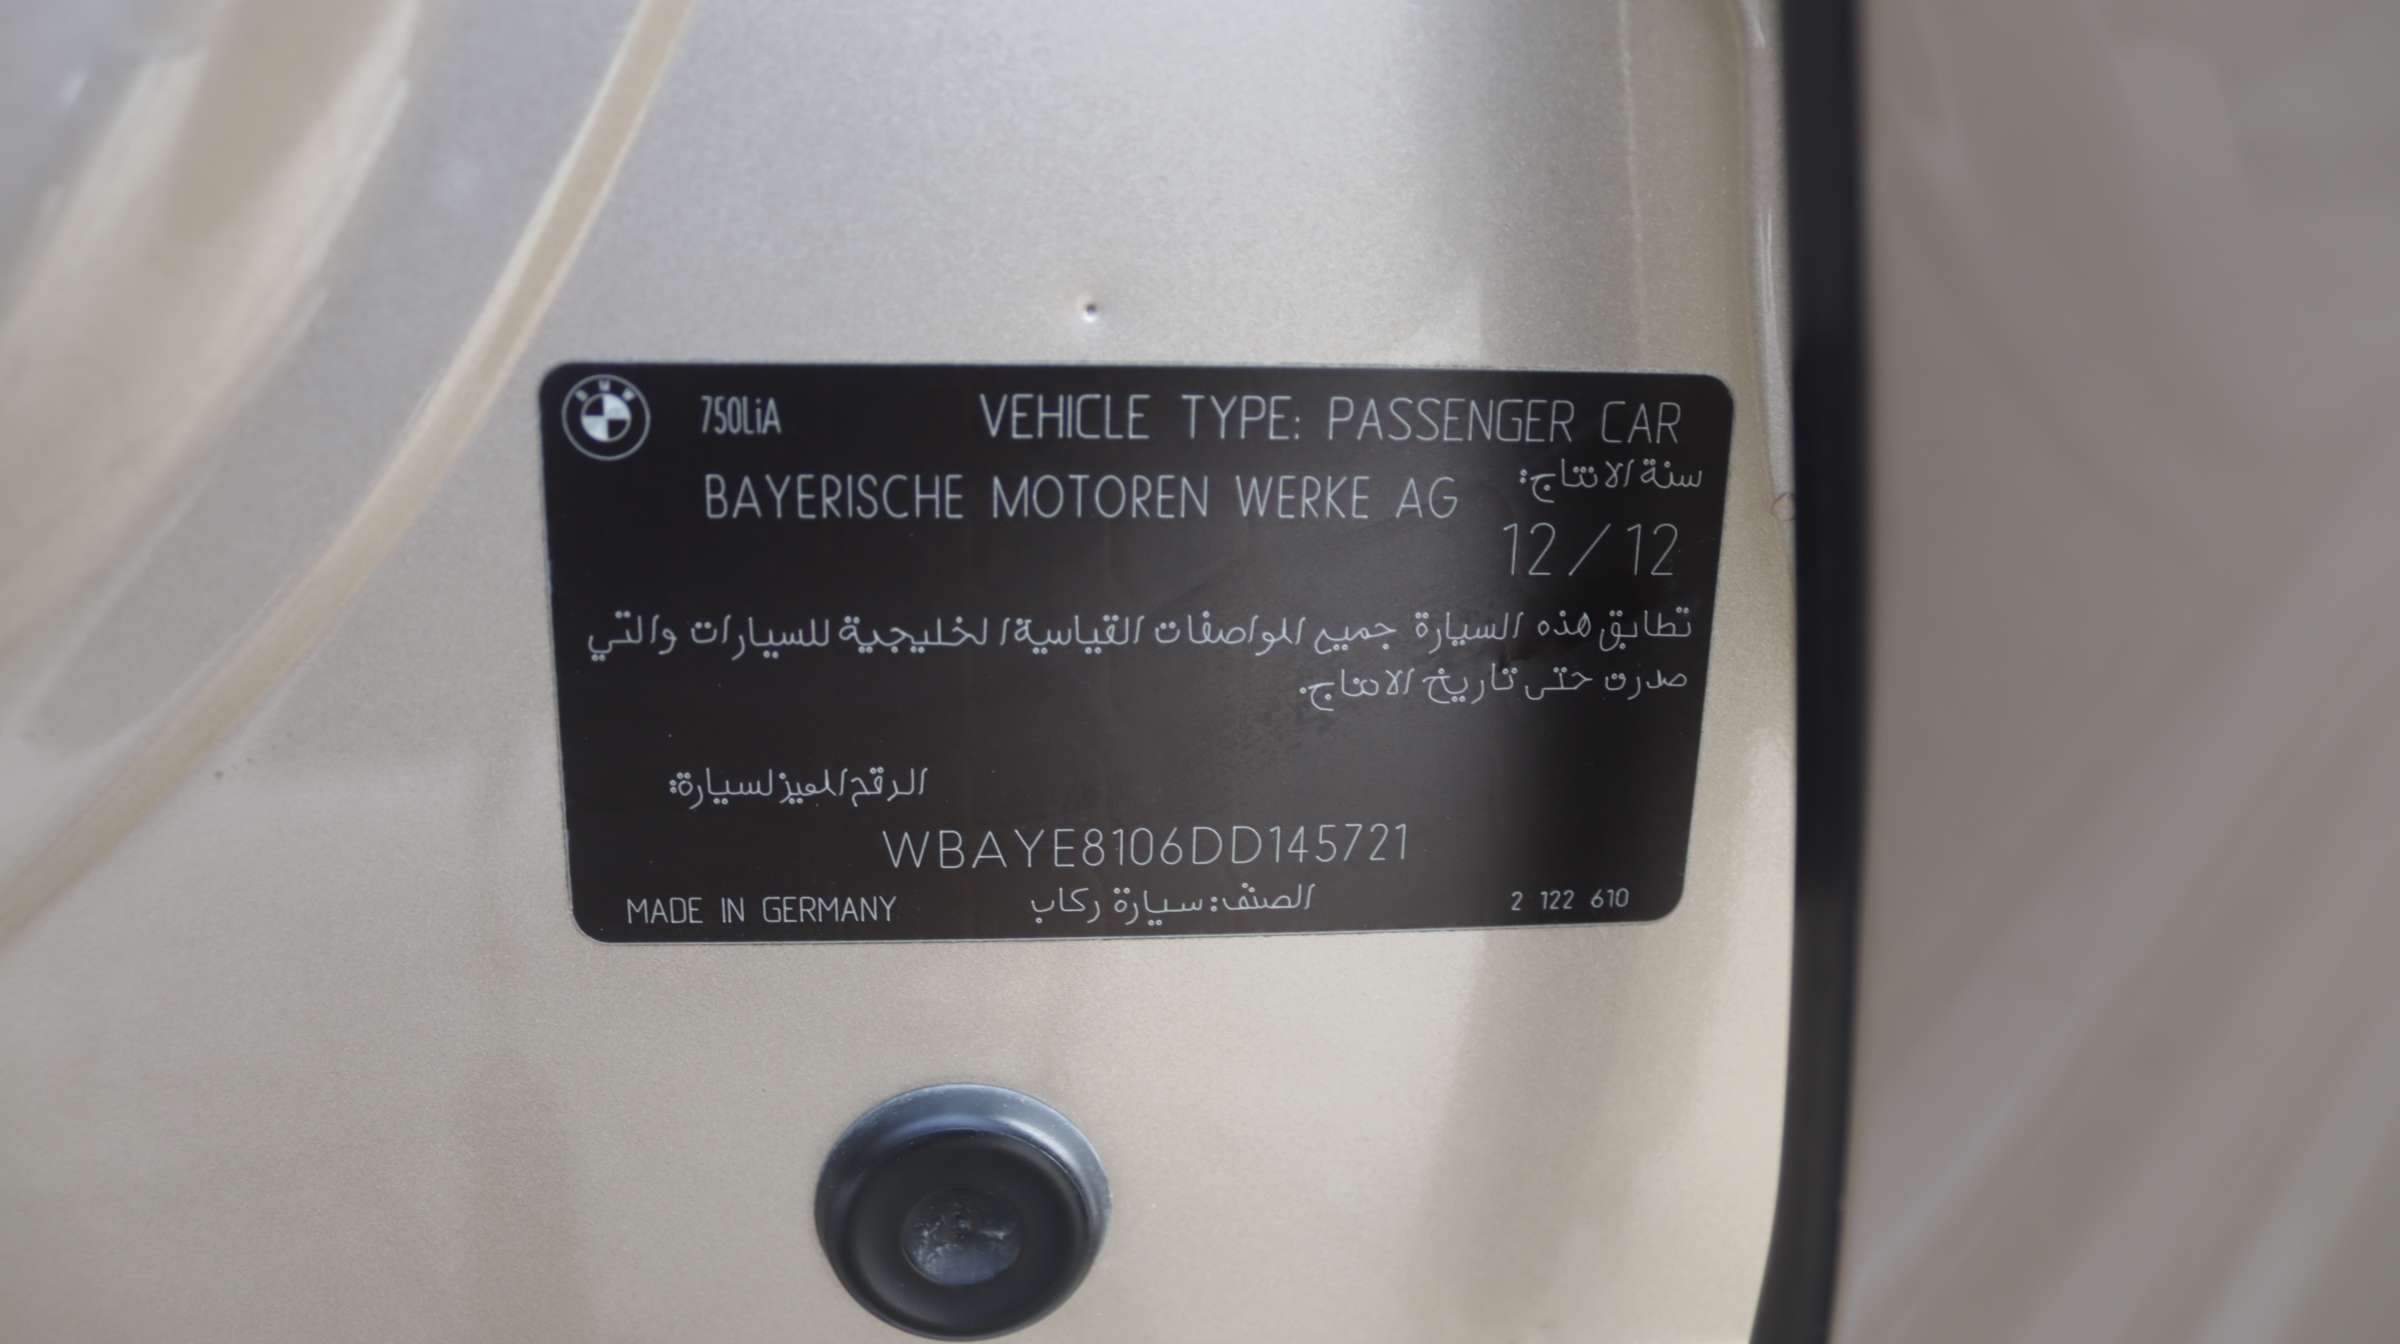 BMW 750LiA VEHICLE TYPE: PASSENGER CAR
BAYERISCHE MOTOREN WERKE AG
سنة الانتاج:
12/12
تطابق هذه السيارة جميع المواصفات القياسية الخليجية للسيارات والتي
صدرت حتى تاريخ الانتاج.
الرقم المميز لسيارة:
WBAYE8106DD145721
MADE IN GERMANY الصنف: سيارة ركاب 2 122 610